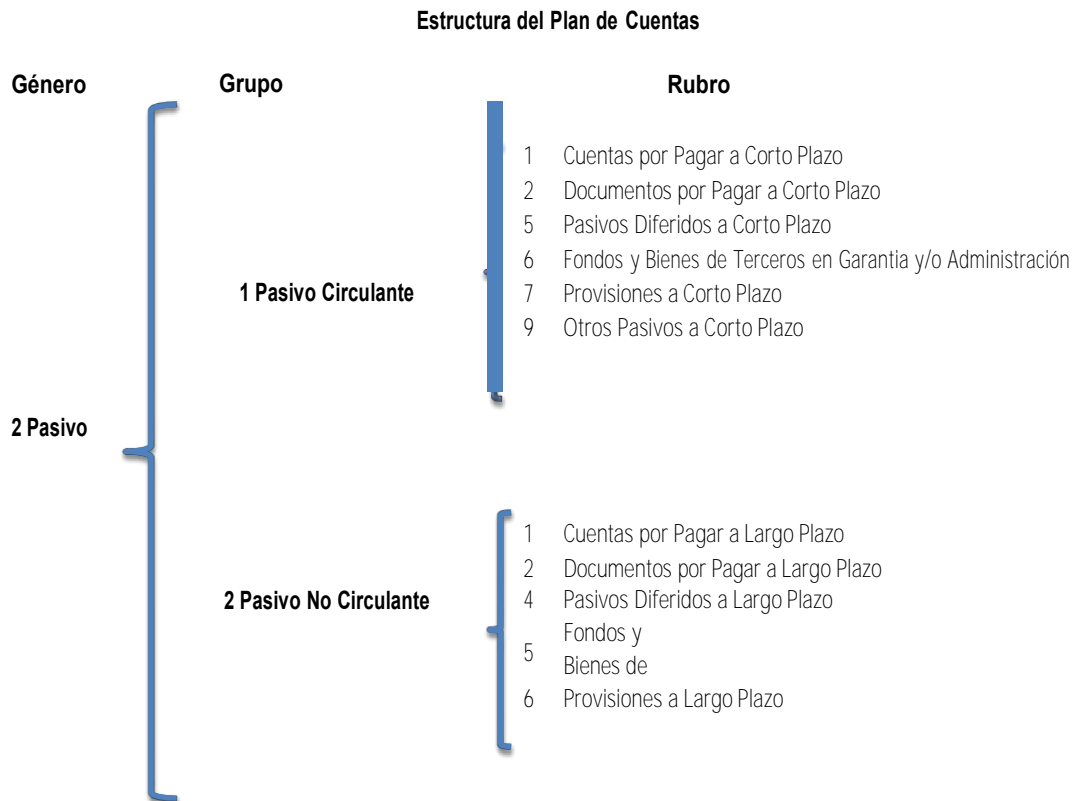 Estructura del Plan de Cuentas
Género Grupo Rubro
1 Cuentas por Pagar a Corto Plazo
2 Documentos por Pagar a Corto Plazo
5 Pasivos Diferidos a Corto Plazo
6 Fondos y Bienes de Terceros en Garantia y/o Administración
1 Pasivo Circulante
7 Provisiones a Corto Plazo
9 Otros Pasivos a Corto Plazo
2 Pasivo
1 Cuentas por Pagar a Largo Plazo
2 Documentos por Pagar a Largo Plazo
2 Pasivo No Circulante
4 Pasivos Diferidos a Largo Plazo
5 Fondos y
Bienes de
6 Provisiones a Largo Plazo